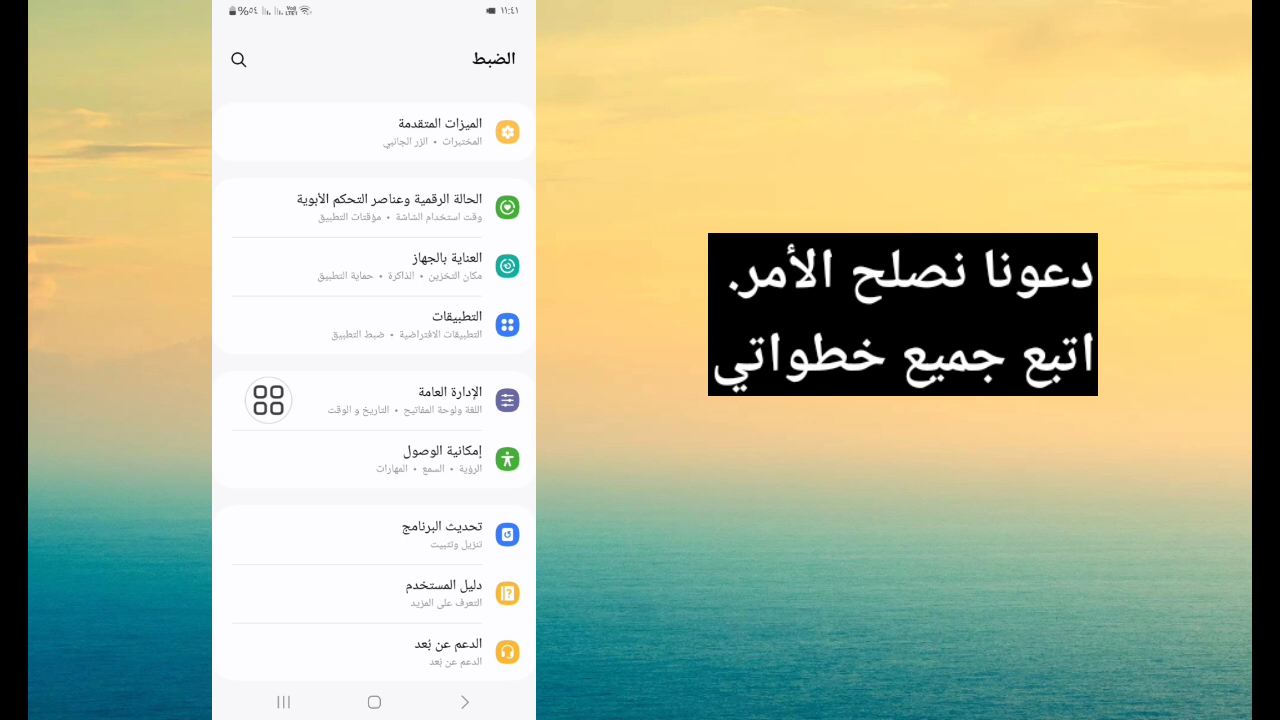 ١١:٤١
%٥٤
الضبط
الميزات المتقدمة
المختبرات • الزر الجانبي
الحالة الرقمية وعناصر التحكم الأبوية
وقت استخدام الشاشة • مؤقتات التطبيق
العناية بالجهاز
مكان التخزين • الذاكرة • حماية التطبيق
التطبيقات
التطبيقات الافتراضية • ضبط التطبيق
الإدارة العامة
اللغة ولوحة المفاتيح • التاريخ و الوقت
إمكانية الوصول
الرؤية • السمع • المهارات
تحديث البرنامج
تنزيل وتثبيت
دليل المستخدم
التعرف على المزيد
الدعم عن بُعد
الدعم عن بُعد
دعونا نصلح الأمر.
اتبع جميع خطواتي